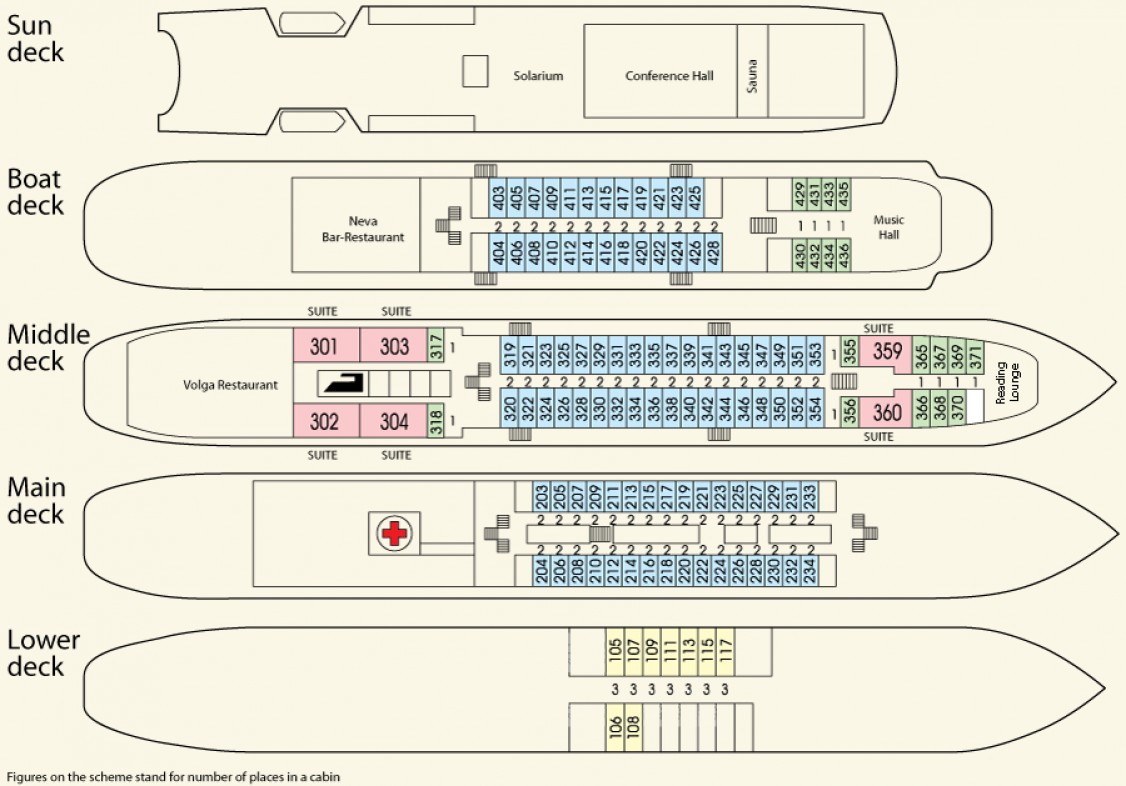 Sun
deck
Solarium
Conference Hall
Sauna
Boat
deck
Neva
Bar-Restaurant
403 405 407 409 411 413 415 417 419 421 423 425
2 2 2 2 2 2 2 2 2 2 2 2 2
404 406 408 410 412 414 416 418 420 422 424 426 428
429 431 433 435
1 1 1 1
430 432 434 436
Music
Hall
Middle
deck
SUITE SUITE
301 303 317 1
Volga Restaurant
302 304 318 1
SUITE SUITE
319 321 323 325 327 329 331 333 335 337 339 341 343 345 347 349 351 353
2 2 2 2 2 2 2 2 2 2 2 2 2 2 2 2 2 2
320 322 324 326 328 330 332 334 336 338 340 342 344 346 348 350 352 354
SUITE
1 355 359 365 367 369 371
1 1 1 1
1 356 360 366 368 370
SUITE
Reading
Lounge
Main
deck
203 205 207 209 211 213 215 217 219 221 223 225 227 229 231 233
2 2 2 2 2 2 2 2 2 2 2 2 2 2 2 2
2 2 2 2 2 2 2 2 2 2 2 2 2 2 2 2
204 206 208 210 212 214 216 218 220 222 224 226 228 230 232 234
Lower
deck
105 107 109 111 113 115 117
3 3 3 3 3 3 3
106 108
Figures on the scheme stand for number of places in a cabin